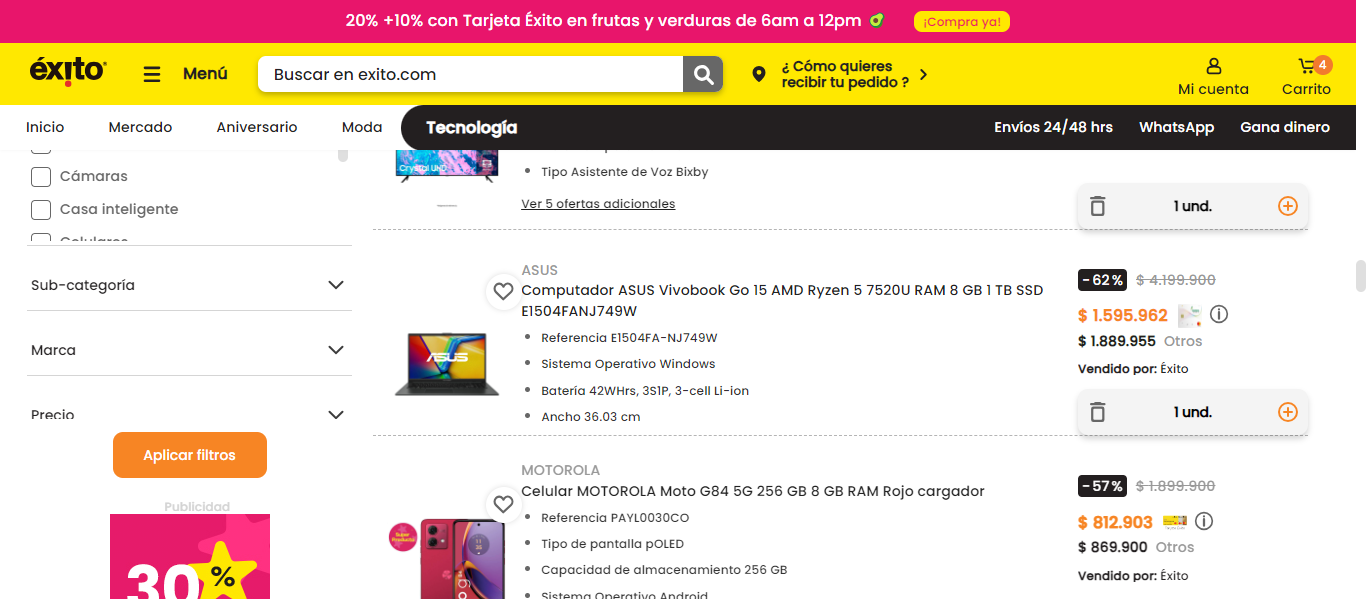 20% +10% con Tarjeta Éxito en frutas y verduras de 6am a 12pm
¡Compra ya!
éxito
Menú
Buscar en exito.com
¿ Cómo quieres
recibir tu pedido ?
Mi cuenta
4
Carrito
Inicio
Mercado
Aniversario
Moda
Tecnología
Envíos 24/48 hrs
WhatsApp
Gana dinero
Cámaras
Casa inteligente
Celulares
Sub-categoría
Marca
Precio
Aplicar filtros
Publicidad
30%
Crystal UHD
Tipo Asistente de Voz Bixby
Ver 5 ofertas adicionales
1 und.
ASUS
Computador ASUS Vivobook Go 15 AMD Ryzen 5 7520U RAM 8 GB 1 TB SSD
E1504FANJ749W
Referencia E1504FA-NJ749W
Sistema Operativo Windows
Batería 42WHrs, 3S1P, 3-cell Li-ion
Ancho 36.03 cm
ASUS
-62%
$ 4.199.900
$ 1.595.962
$ 1.889.955 Otros
Vendido por: Éxito
1 und.
MOTOROLA
Celular MOTOROLA Moto G84 5G 256 GB 8 GB RAM Rojo cargador
Referencia PAYL0030CO
Tipo de pantalla pOLED
Capacidad de almacenamiento 256 GB
Sistema Operativo Android
Super
Producto
-57%
$ 1.899.900
$ 812.903
$ 869.900 Otros
Vendido por: Éxito